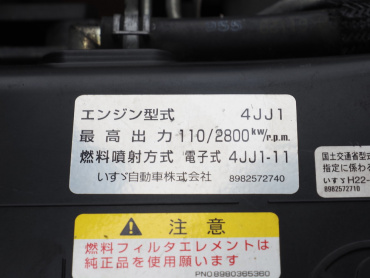 エンジン型式 4JJ1
最高出力 110/2800kW/r.p.m.
燃料噴射方式 電子式 4JJ1-11
いすゞ自動車株式会社 8982572740
国土交通省型式
指定に係わる
いすゞH22-
8982572710
注意
燃料フィルタエレメントは
純正品を使用願います
PNO8980365360